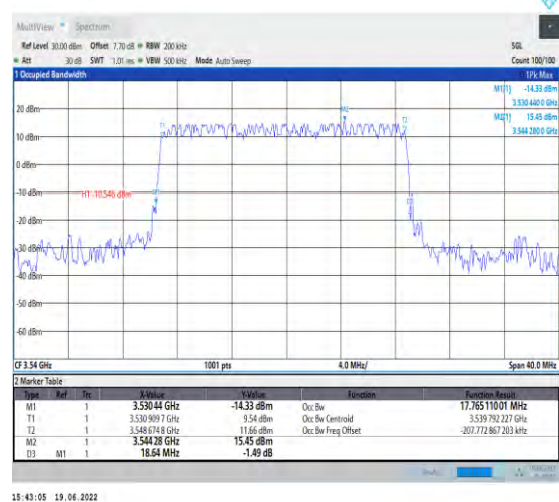 MultiView Spectrum
Ref Level 30.00 dBm Offset 7.70 dB RBW 200 kHz SGL
Att 30 dB SWT 1.01 ms VBW 500 kHz Mode Auto Sweep Count 100/100
1 Occupied Bandwidth 1Pk Max
M1[1] -14.33 dBm
3.530 440 0 GHz
M2[1] 15.45 dBm
3.544 280 0 GHz
20 dBm
M2
T1 T2
10 dBm
0 dBm
-10 dBm H1 -10.546 dBm
-20 dBm
-30 dBm
-40 dBm
-50 dBm
-60 dBm
CF 3.54 GHz 1001 pts 4.0 MHz/ Span 40.0 MHz
2 Marker Table
Type Ref Trc X-Value Y-Value Function Function Result
M1 1 3.53044 GHz -14.33 dBm Occ Bw 17.765 110 01 MHz
T1 1 3.530 909 7 GHz 9.54 dBm Occ Bw Centroid 3.539 792 227 GHz
T2 1 3.548 674 8 GHz 11.66 dBm Occ Bw Freq Offset -207.772 867 203 kHz
M2 1 3.54428 GHz 15.45 dBm
D3 M1 1 18.64 MHz -1.49 dB
15:43:05 19.06.2022